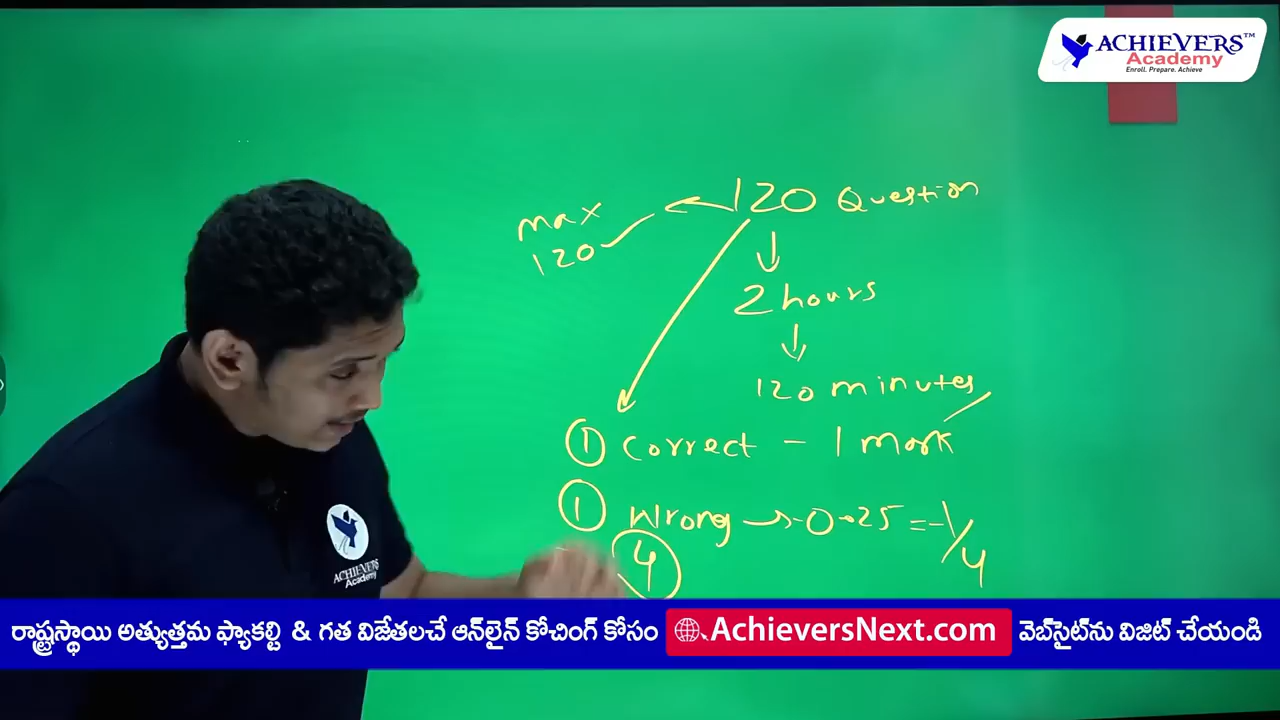 ACHIEVERS™
Academy
Enroll. Prepare. Achieve
max
120
120 Question
2 hours
120 minutes
① Correct - 1 mark
① Wrong → -0.25 = -1/4
④
ACHIEVERS
Academy
రాష్ట్రస్థాయి అత్యుత్తమ ఫ్యాకల్టీ & గత విజేతలచే ఆన్‌లైన్ కోచింగ్ కోసం AchieversNext.com వెబ్‌సైట్‌ను విజిట్ చేయండి